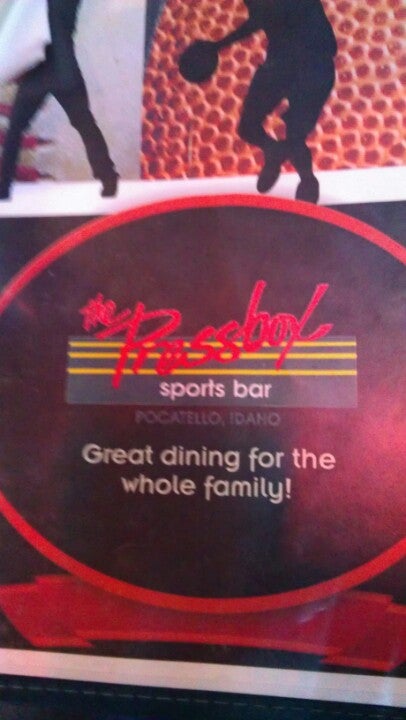 the
Pressbox
sports bar
POCATELLO, IDAHO
Great dining for the
whole family!